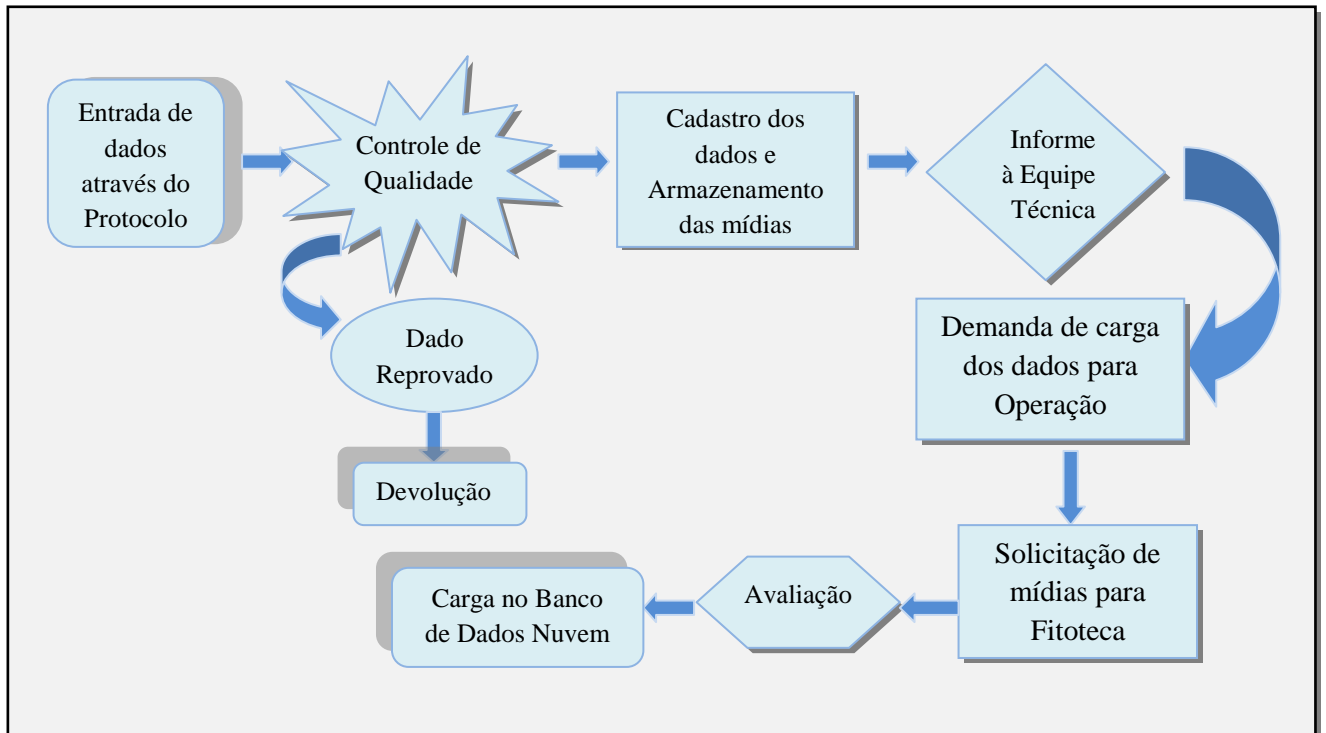 Entrada de
dados
através do
Protocolo
Controle de
Qualidade
Cadastro dos
dados e
Armazenamento
das mídias
Informe
à Equipe
Técnica
Dado
Reprovado
Devolução
Demanda de carga
dos dados para
Operação
Solicitação de
mídias para
Fitoteca
Avaliação
Carga no Banco
de Dados Nuvem